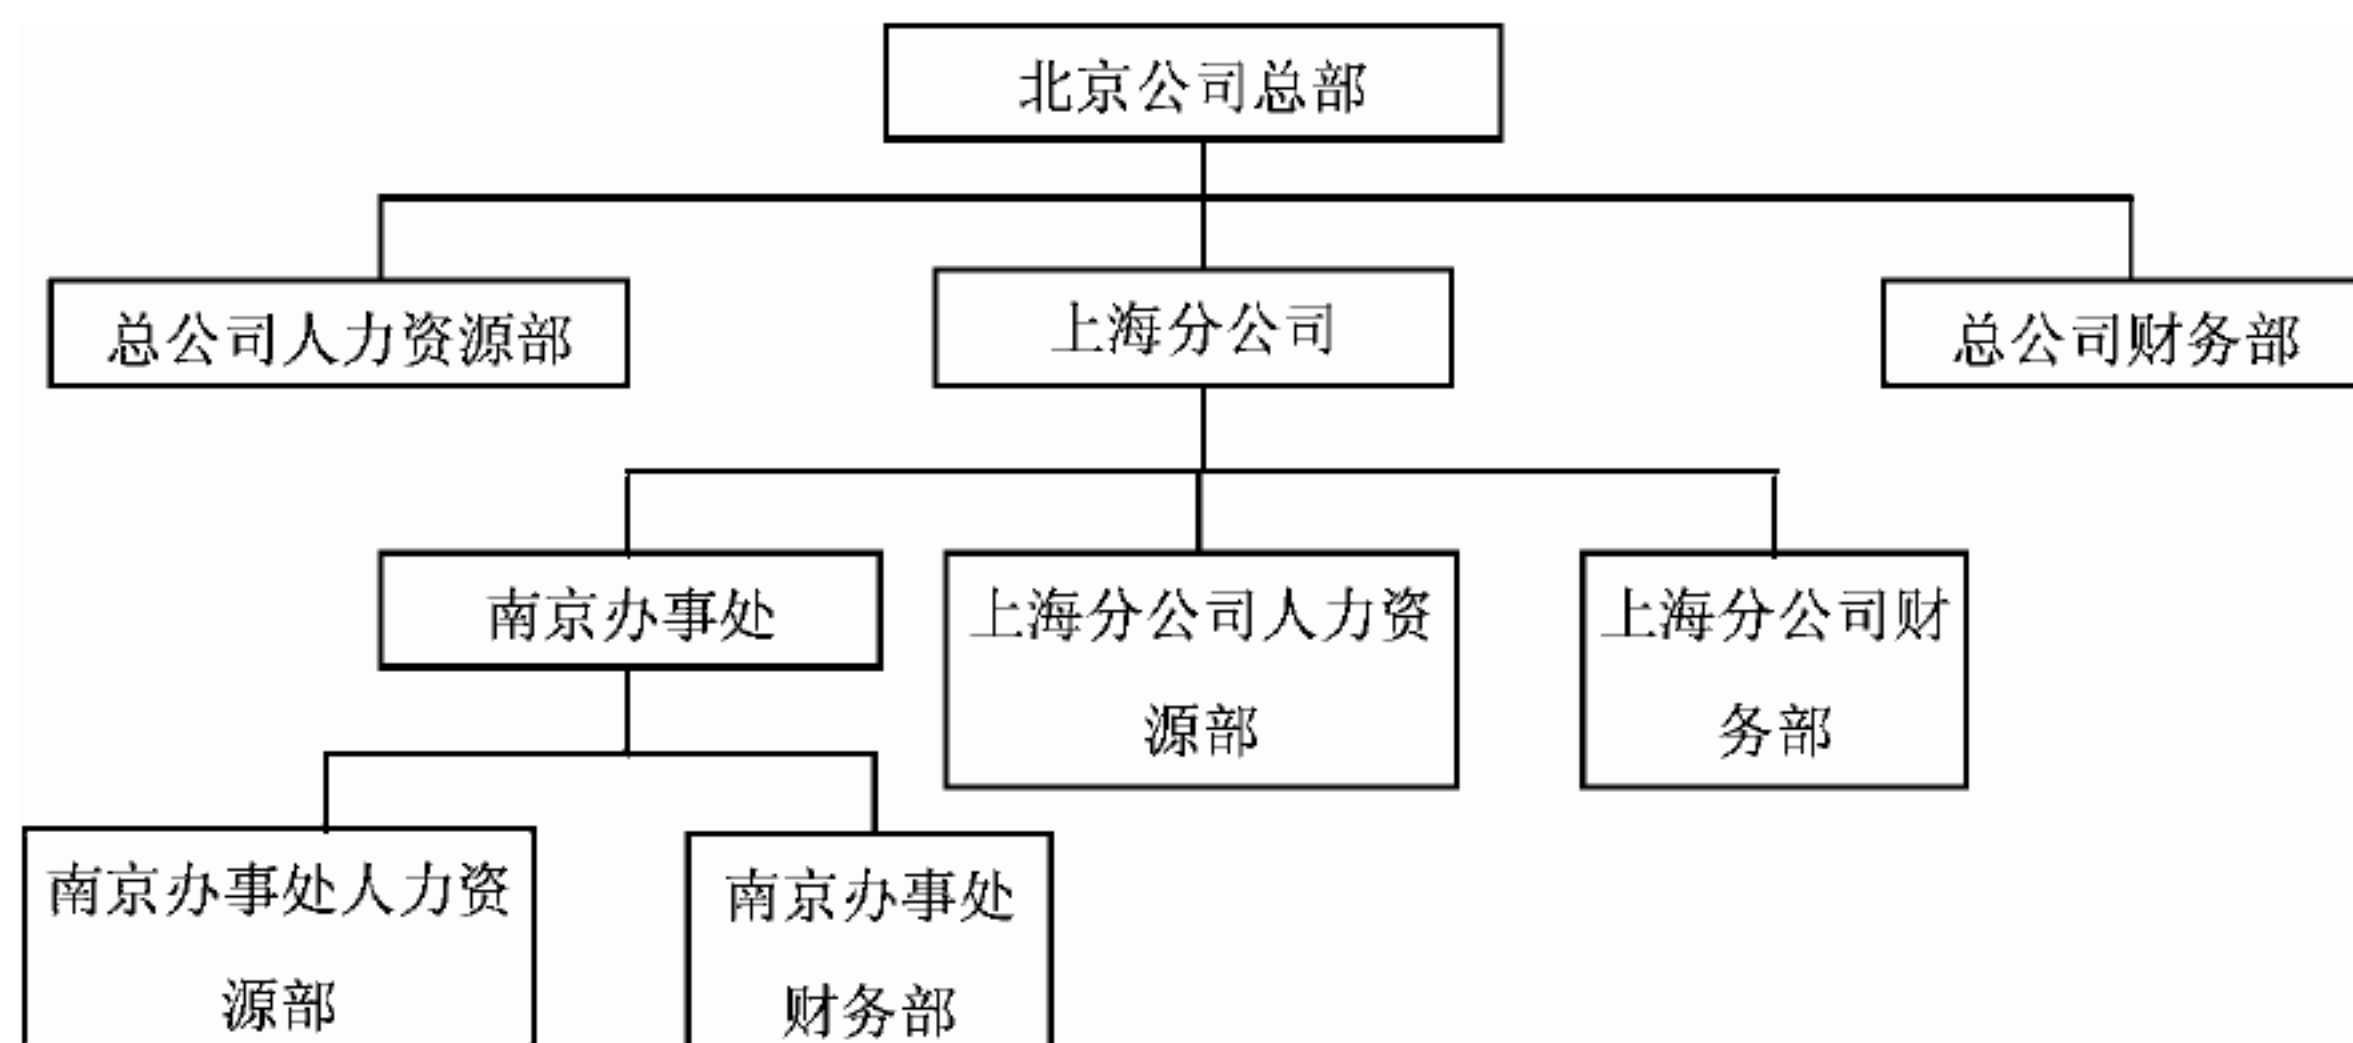 北京公司总部
总公司人力资源部
上海分公司
总公司财务部
南京办事处
上海分公司人力资
源部
上海分公司财
务部
南京办事处人力资
源部
南京办事处
财务部